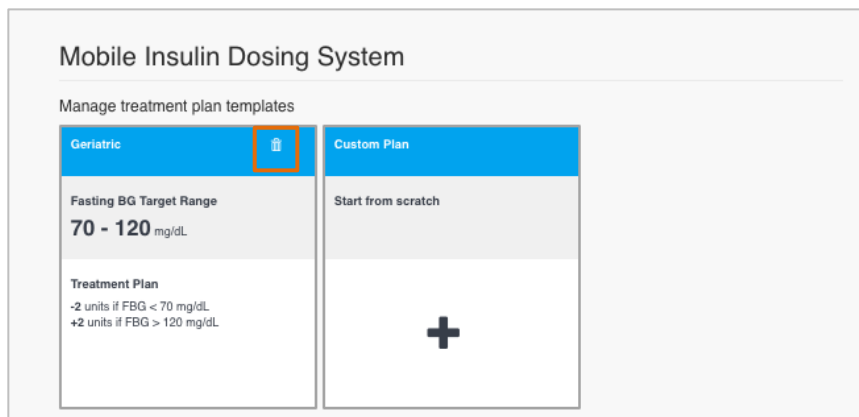 Mobile Insulin Dosing System
Manage treatment plan templates
Geriatric
Fasting BG Target Range
70 - 120 mg/dL
Treatment Plan
-2 units if FBG < 70 mg/dL
+2 units if FBG > 120 mg/dL
Custom Plan
Start from scratch